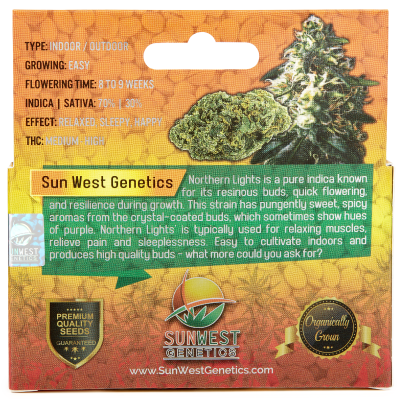 TYPE: INDOOR / OUTDOOR
GROWING: EASY
FLOWERING TIME: 8 TO 9 WEEKS
INDICA | SATIVA: 70% | 30%
EFFECT: RELAXED, SLEEPY, HAPPY
THC: MEDIUM, HIGH
Sun West Genetics
Northern Lights is a pure indica known
for its resinous buds, quick flowering,
and resilience during growth. This strain has pungently sweet, spicy
aromas from the crystal-coated buds, which sometimes show hues
of purple. Northern Lights is typically used for relaxing muscles,
relieve pain and sleeplessness. Easy to cultivate indoors and
produces high quality buds - what more could you ask for?
SUNWEST
GENETICS
PREMIUM
QUALITY
SEEDS
GUARANTEED
SUNWEST
GENETICS
Organically
Grown
www.SunWestGenetics.com